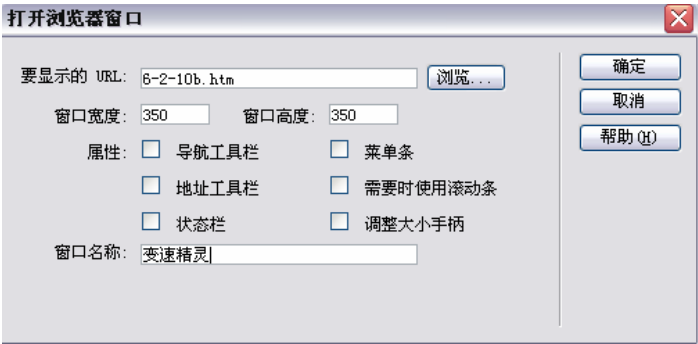 打开浏览器窗口
要显示的 URL: 6-2-10b.htm 浏览... 确定
窗口宽度: 350 窗口高度: 350 取消
属性: 导航工具栏 菜单条 帮助(H)
地址工具栏 需要时使用滚动条
状态栏 调整大小手柄
窗口名称: 变速精灵